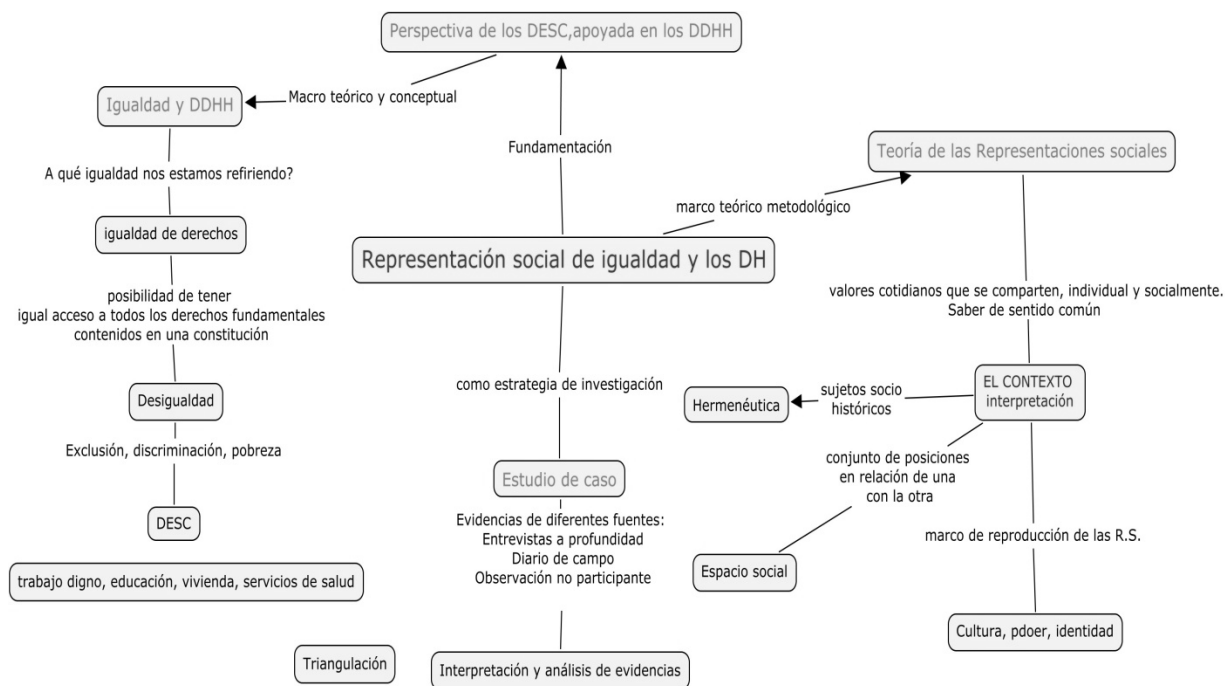 Perspectiva de los DESC,apoyada en los DDHH
Macro teórico y conceptual
Igualdad y DDHH
Fundamentación
Teoría de las Representaciones sociales
A qué igualdad nos estamos refiriendo?
marco teórico metodológico
igualdad de derechos
Representación social de igualdad y los DH
posibilidad de tener
igual acceso a todos los derechos fundamentales
contenidos en una constitución
valores cotidianos que se comparten, individual y socialmente.
Saber de sentido común
como estrategia de investigación
Desigualdad
Hermenéutica
sujetos socio
históricos
EL CONTEXTO
interpretación
Exclusión, discriminación, pobreza
conjunto de posiciones
en relación de una
con la otra
Estudio de caso
DESC
Evidencias de diferentes fuentes:
Entrevistas a profundidad
Diario de campo
Observación no participante
marco de reproducción de las R.S.
trabajo digno, educación, vivienda, servicios de salud
Espacio social
Cultura, pdoer, identidad
Triangulación
Interpretación y análisis de evidencias